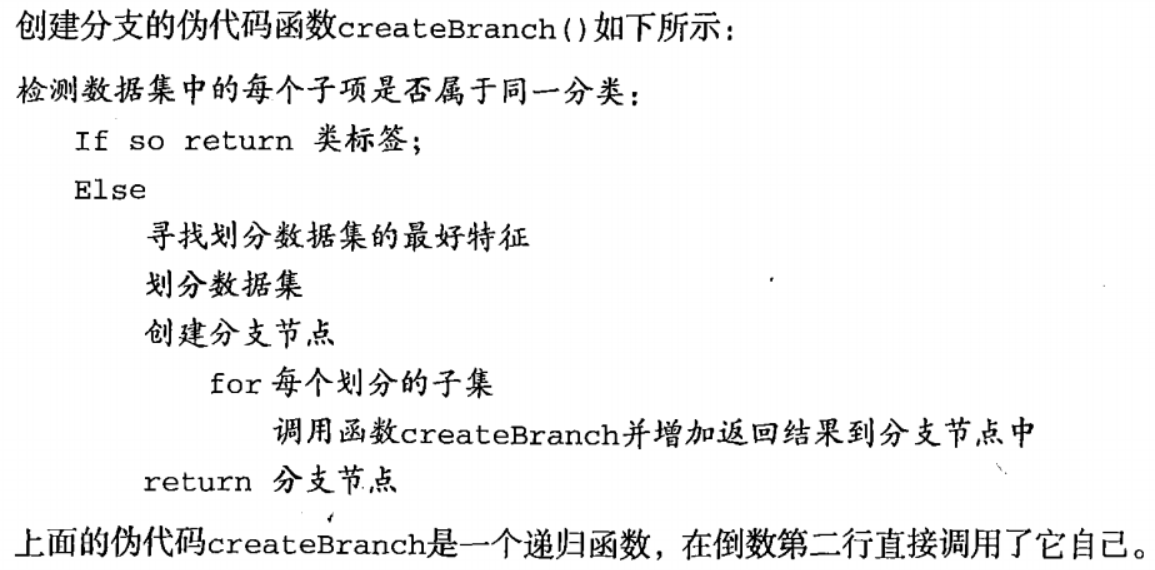 创建分支的伪代码函数createBranch()如下所示：
检测数据集中的每个子项是否属于同一分类：
If so return 类标签;
Else
寻找划分数据集的最好特征
划分数据集
创建分支节点
for 每个划分的子集
调用函数createBranch并增加返回结果到分支节点中
return 分支节点
上面的伪代码createBranch是一个递归函数，在倒数第二行直接调用了它自己。